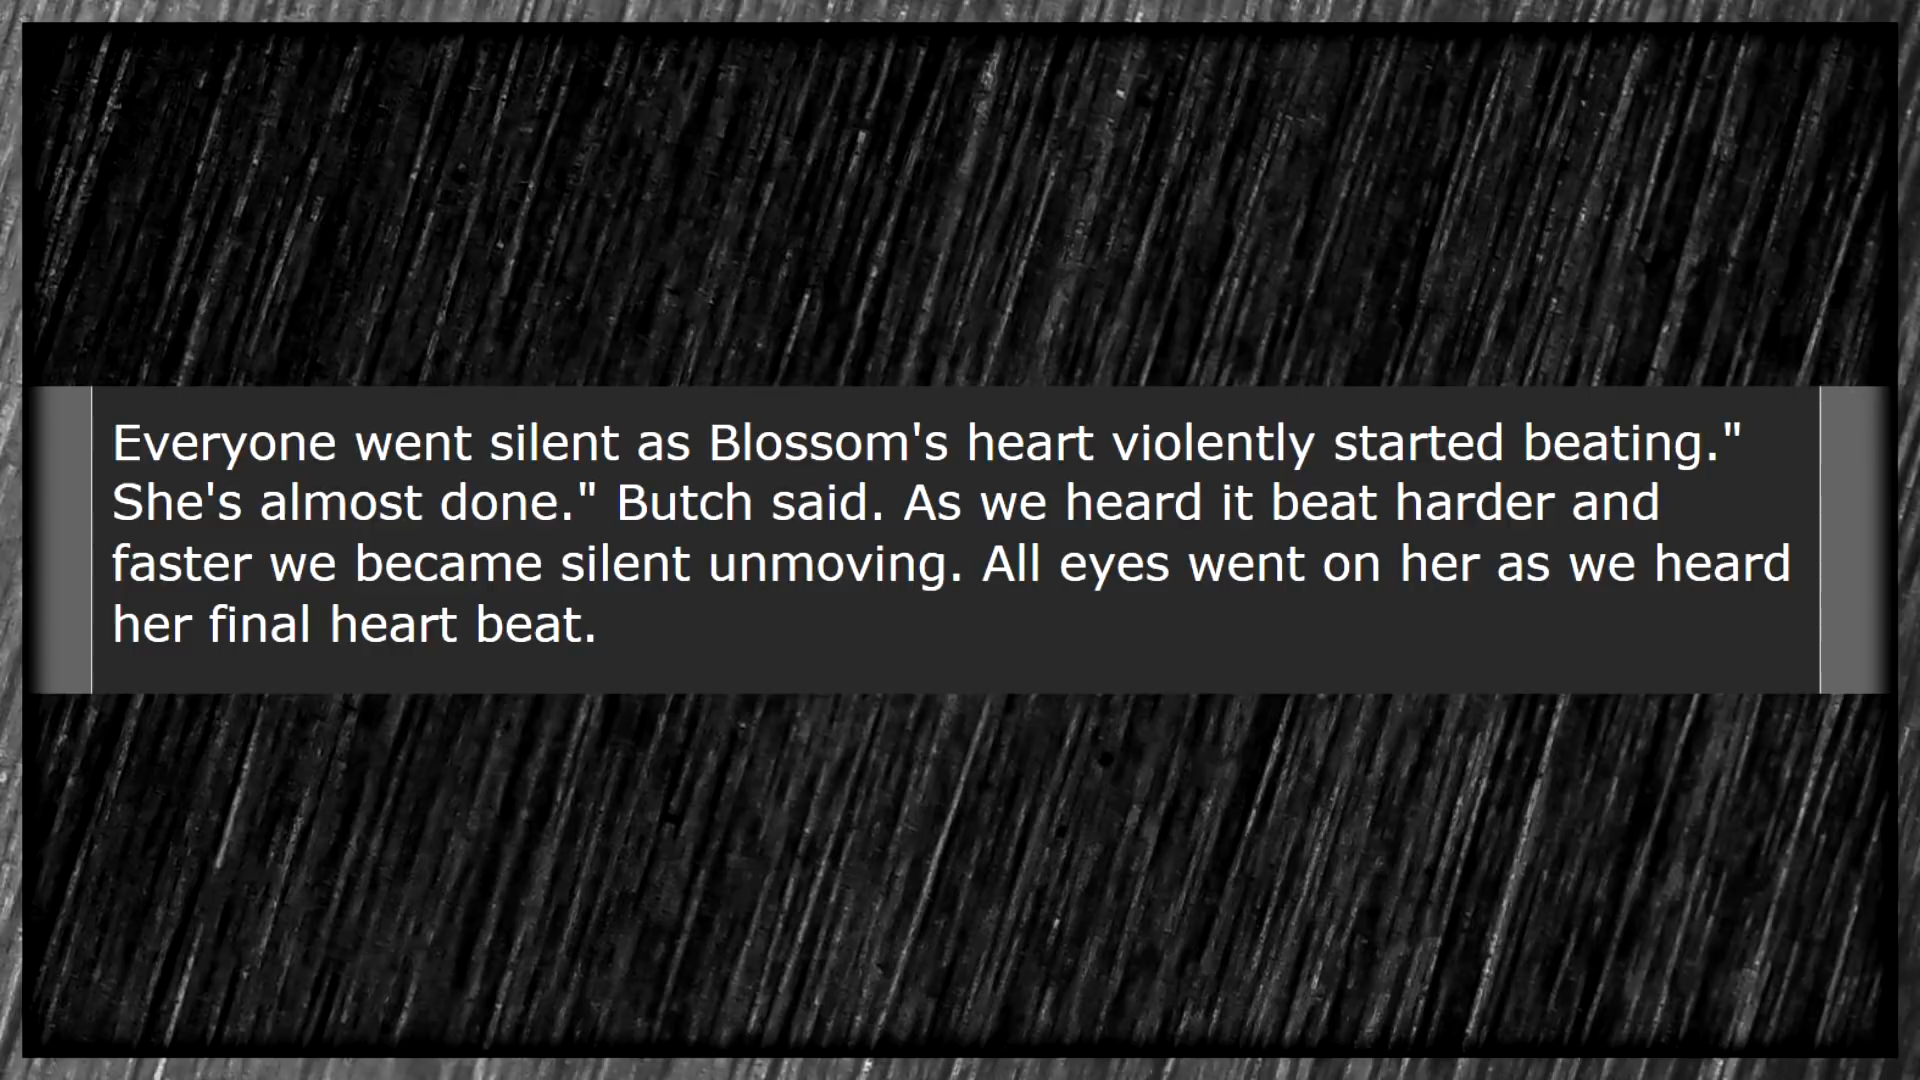 Everyone went silent as Blossom's heart violently started beating."
She's almost done." Butch said. As we heard it beat harder and
faster we became silent unmoving. All eyes went on her as we heard
her final heart beat.